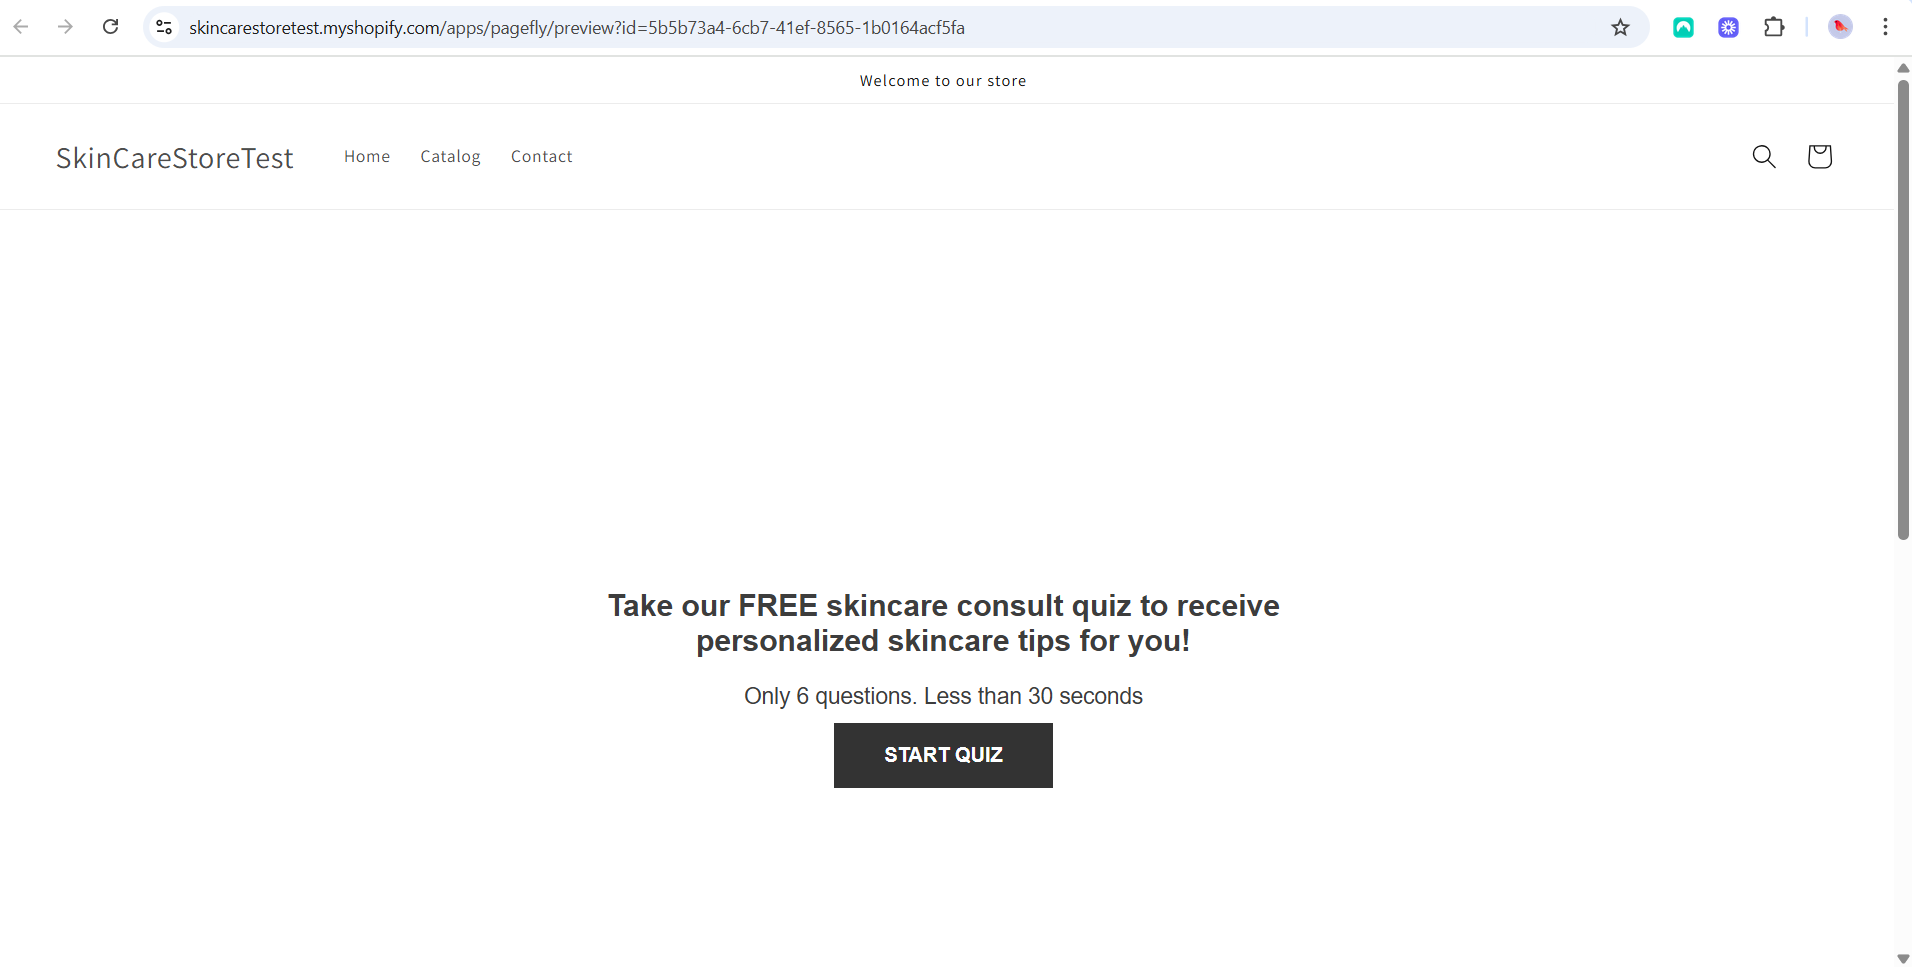 skincarestoretest.myshopify.com/apps/pagefly/preview?id=5b5b73a4-6cb7-41ef-8565-1b0164acf5fa
Welcome to our store
SkinCareStoreTest Home Catalog Contact
Take our FREE skincare consult quiz to receive
personalized skincare tips for you!
Only 6 questions. Less than 30 seconds
START QUIZ